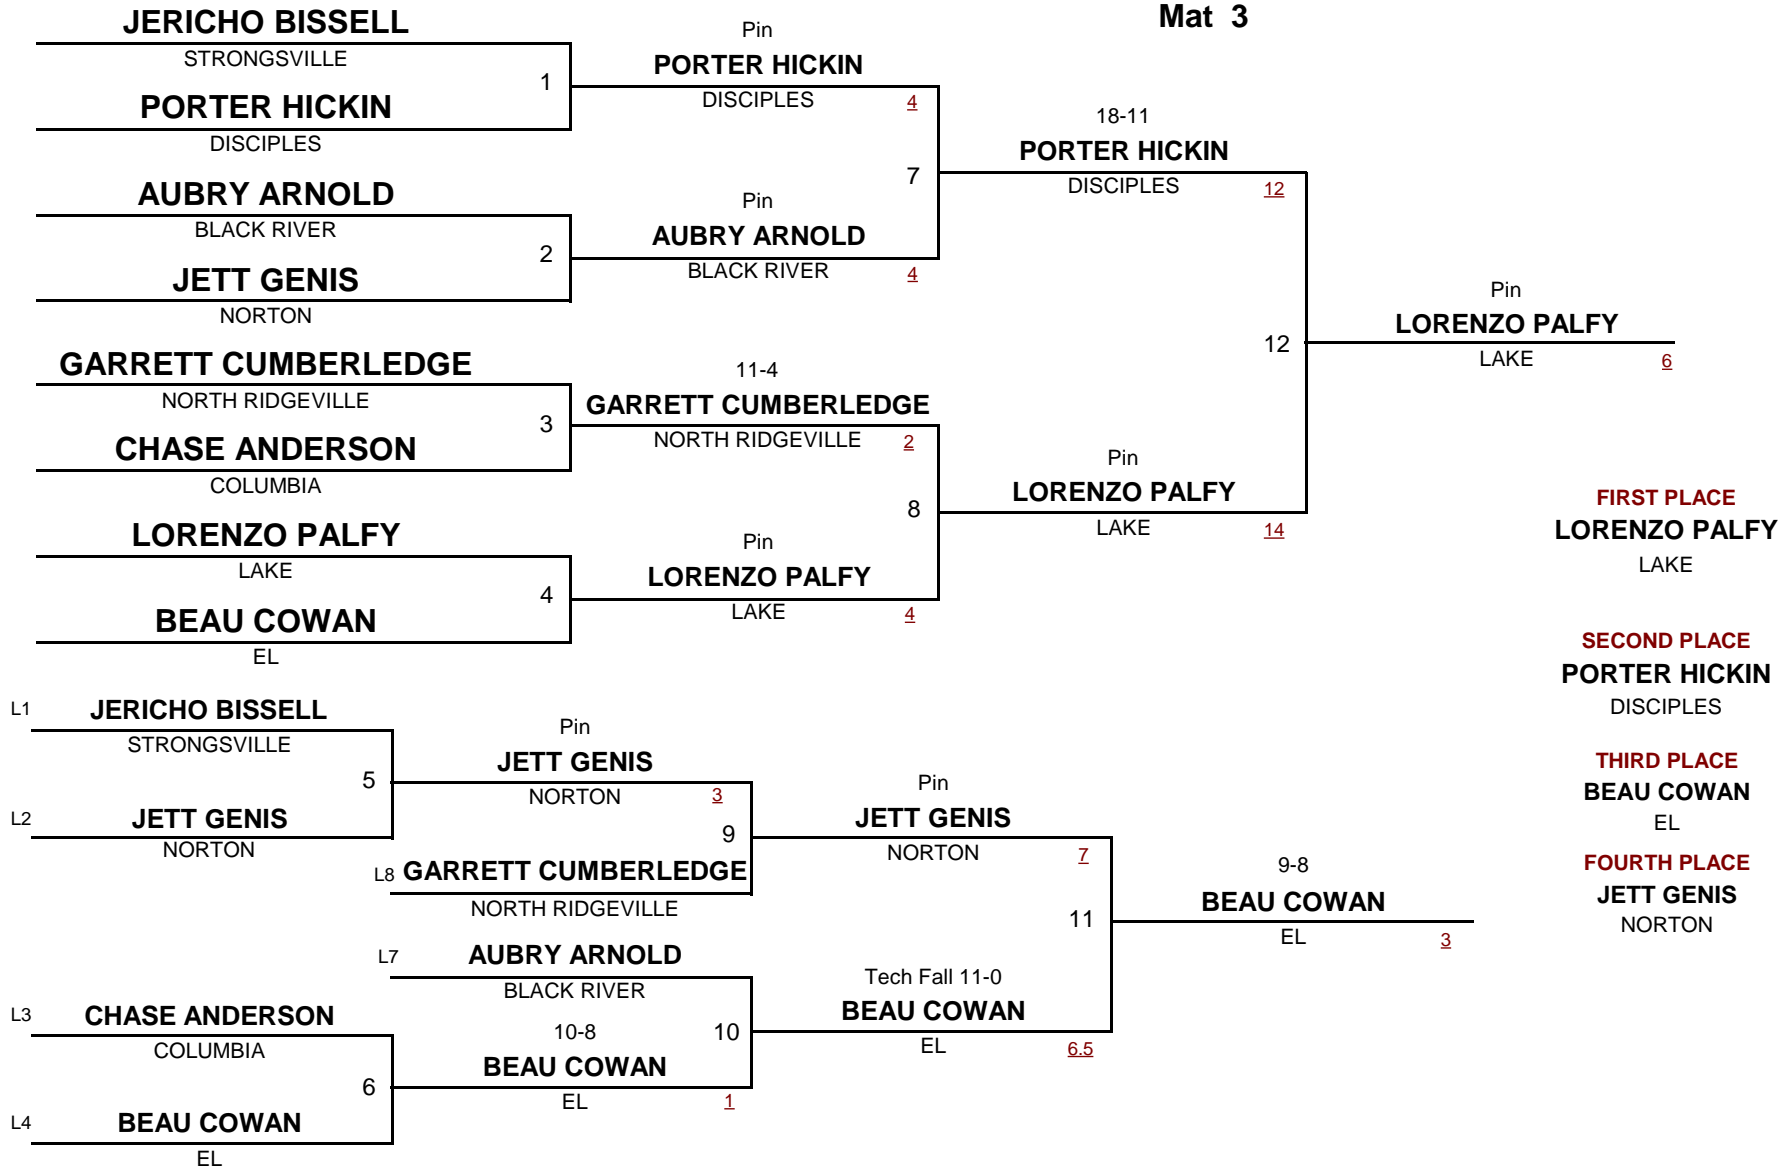 Mat 3
JERICHO BISSELL
STRONGSVILLE
1
PORTER HICKIN
DISCIPLES
Pin
PORTER HICKIN
DISCIPLES
4
AUBRY ARNOLD
BLACK RIVER
2
JETT GENIS
NORTON
Pin
AUBRY ARNOLD
BLACK RIVER
4
7
18-11
PORTER HICKIN
DISCIPLES
12
GARRETT CUMBERLEDGE
NORTH RIDGEVILLE
3
CHASE ANDERSON
COLUMBIA
11-4
GARRETT CUMBERLEDGE
NORTH RIDGEVILLE
2
LORENZO PALFY
LAKE
4
BEAU COWAN
EL
Pin
LORENZO PALFY
LAKE
4
8
Pin
LORENZO PALFY
LAKE
14
12
Pin
LORENZO PALFY
LAKE
6
FIRST PLACE
LORENZO PALFY
LAKE
SECOND PLACE
PORTER HICKIN
DISCIPLES
THIRD PLACE
BEAU COWAN
EL
FOURTH PLACE
JETT GENIS
NORTON
L1 JERICHO BISSELL
STRONGSVILLE
5
L2 JETT GENIS
NORTON
Pin
JETT GENIS
NORTON
3
9
L8 GARRETT CUMBERLEDGE
NORTH RIDGEVILLE
Pin
JETT GENIS
NORTON
7
L7 AUBRY ARNOLD
BLACK RIVER
L3 CHASE ANDERSON
COLUMBIA
6
L4 BEAU COWAN
EL
10-8
BEAU COWAN
EL
1
10
Tech Fall 11-0
BEAU COWAN
EL
6.5
11
9-8
BEAU COWAN
EL
3